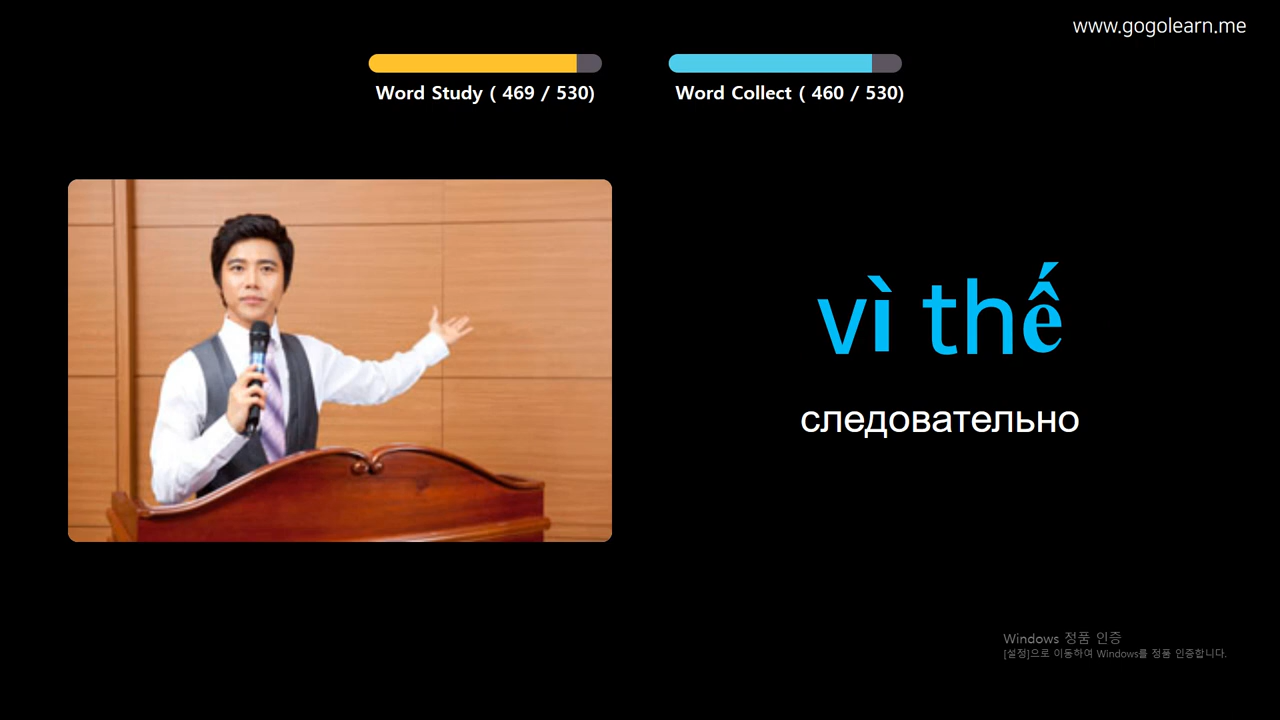 www.gogolearn.me
Word Study ( 469 / 530)
Word Collect ( 460 / 530)
vì thế
следовательно
Windows 정품 인증
[설정]으로 이동하여 Windows를 정품 인증합니다.